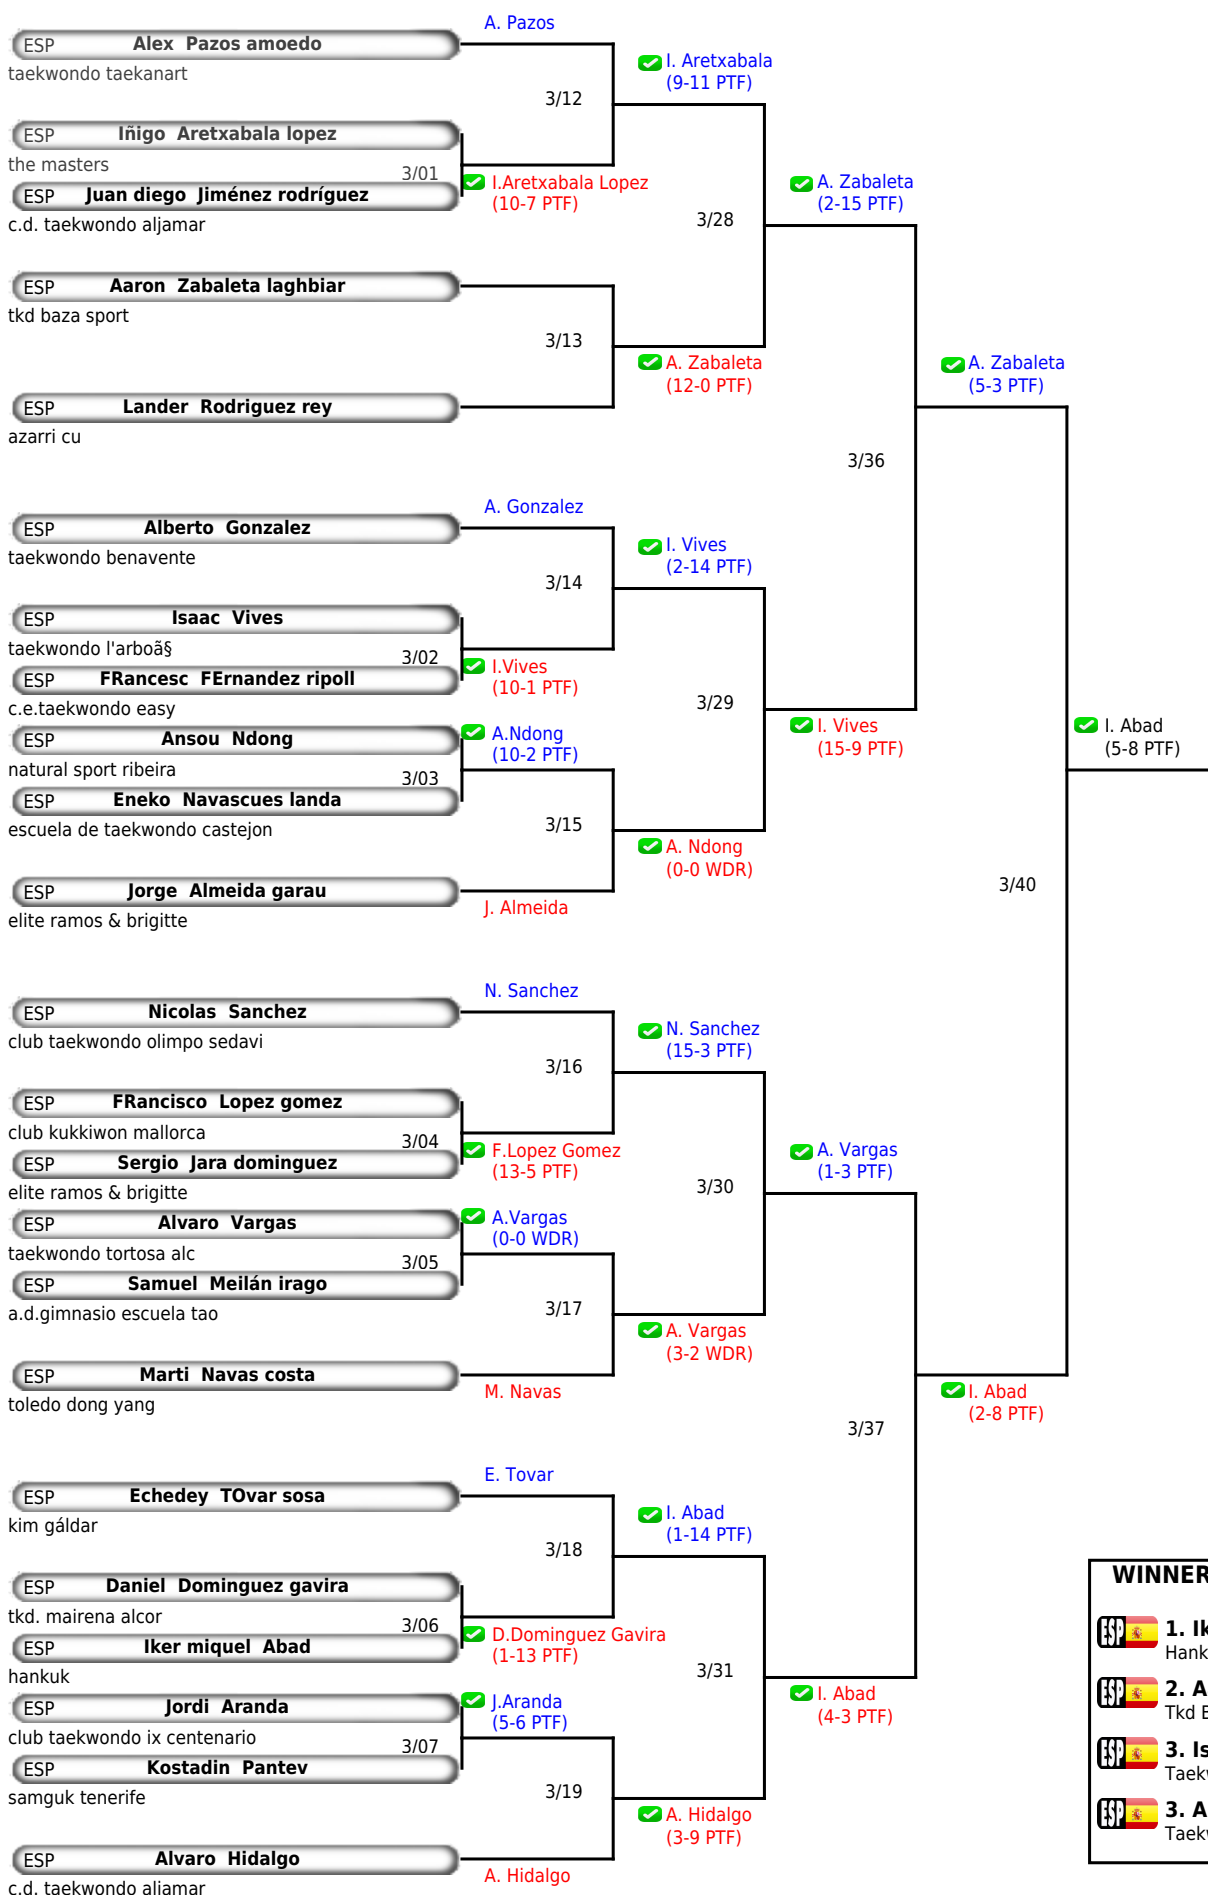 A. Pazos
ESP Alex Pazos amoedo
taekwondo taekanart
I. Aretxabala
(9-11 PTF)
3/12
ESP Iñigo Aretxabala lopez
the masters
3/01
I.Aretxabala Lopez
(10-7 PTF)
ESP Juan diego Jiménez rodríguez
c.d. taekwondo aljamar
A. Zabaleta
(2-15 PTF)
3/28
ESP Aaron Zabaleta laghbiar
tkd baza sport
3/13
A. Zabaleta
(12-0 PTF)
A. Zabaleta
(5-3 PTF)
ESP Lander Rodriguez rey
azarri cu
3/36
A. Gonzalez
ESP Alberto Gonzalez
taekwondo benavente
I. Vives
(2-14 PTF)
3/14
ESP Isaac Vives
taekwondo l'arboã§
3/02
I.Vives
(10-1 PTF)
ESP FRancesc FErnandez ripoll
c.e.taekwondo easy
3/29
ESP Ansou Ndong
natural sport ribeira
A.Ndong
(10-2 PTF)
I. Vives
(15-9 PTF)
I. Abad
(5-8 PTF)
3/03
ESP Eneko Navascues landa
escuela de taekwondo castejon
3/15
A. Ndong
(0-0 WDR)
3/40
ESP Jorge Almeida garau
elite ramos & brigitte
J. Almeida
N. Sanchez
ESP Nicolas Sanchez
club taekwondo olimpo sedavi
N. Sanchez
(15-3 PTF)
3/16
ESP FRancisco Lopez gomez
club kukkiwon mallorca
3/04
F.Lopez Gomez
(13-5 PTF)
ESP Sergio Jara dominguez
elite ramos & brigitte
A. Vargas
(1-3 PTF)
3/30
ESP Alvaro Vargas
taekwondo tortosa alc
A.Vargas
(0-0 WDR)
3/05
ESP Samuel Meilán irago
a.d.gimnasio escuela tao
3/17
A. Vargas
(3-2 WDR)
ESP Marti Navas costa
toledo dong yang
M. Navas
I. Abad
(2-8 PTF)
3/37
E. Tovar
ESP Echedey TOvar sosa
kim gáldar
I. Abad
(1-14 PTF)
3/18
ESP Daniel Dominguez gavira
tkd. mairena alcor
3/06
D.Dominguez Gavira
(1-13 PTF)
ESP Iker miquel Abad
hankuk
3/31
ESP Jordi Aranda
club taekwondo ix centenario
J.Aranda
(5-6 PTF)
I. Abad
(4-3 PTF)
3/07
ESP Kostadin Pantev
samguk tenerife
3/19
A. Hidalgo
(3-9 PTF)
ESP Alvaro Hidalgo
c.d. taekwondo aljamar
A. Hidalgo
WINNER
ESP 1. Ik
Hank
ESP 2. A
Tkd B
ESP 3. Is
Taekw
ESP 3. A
Taekw